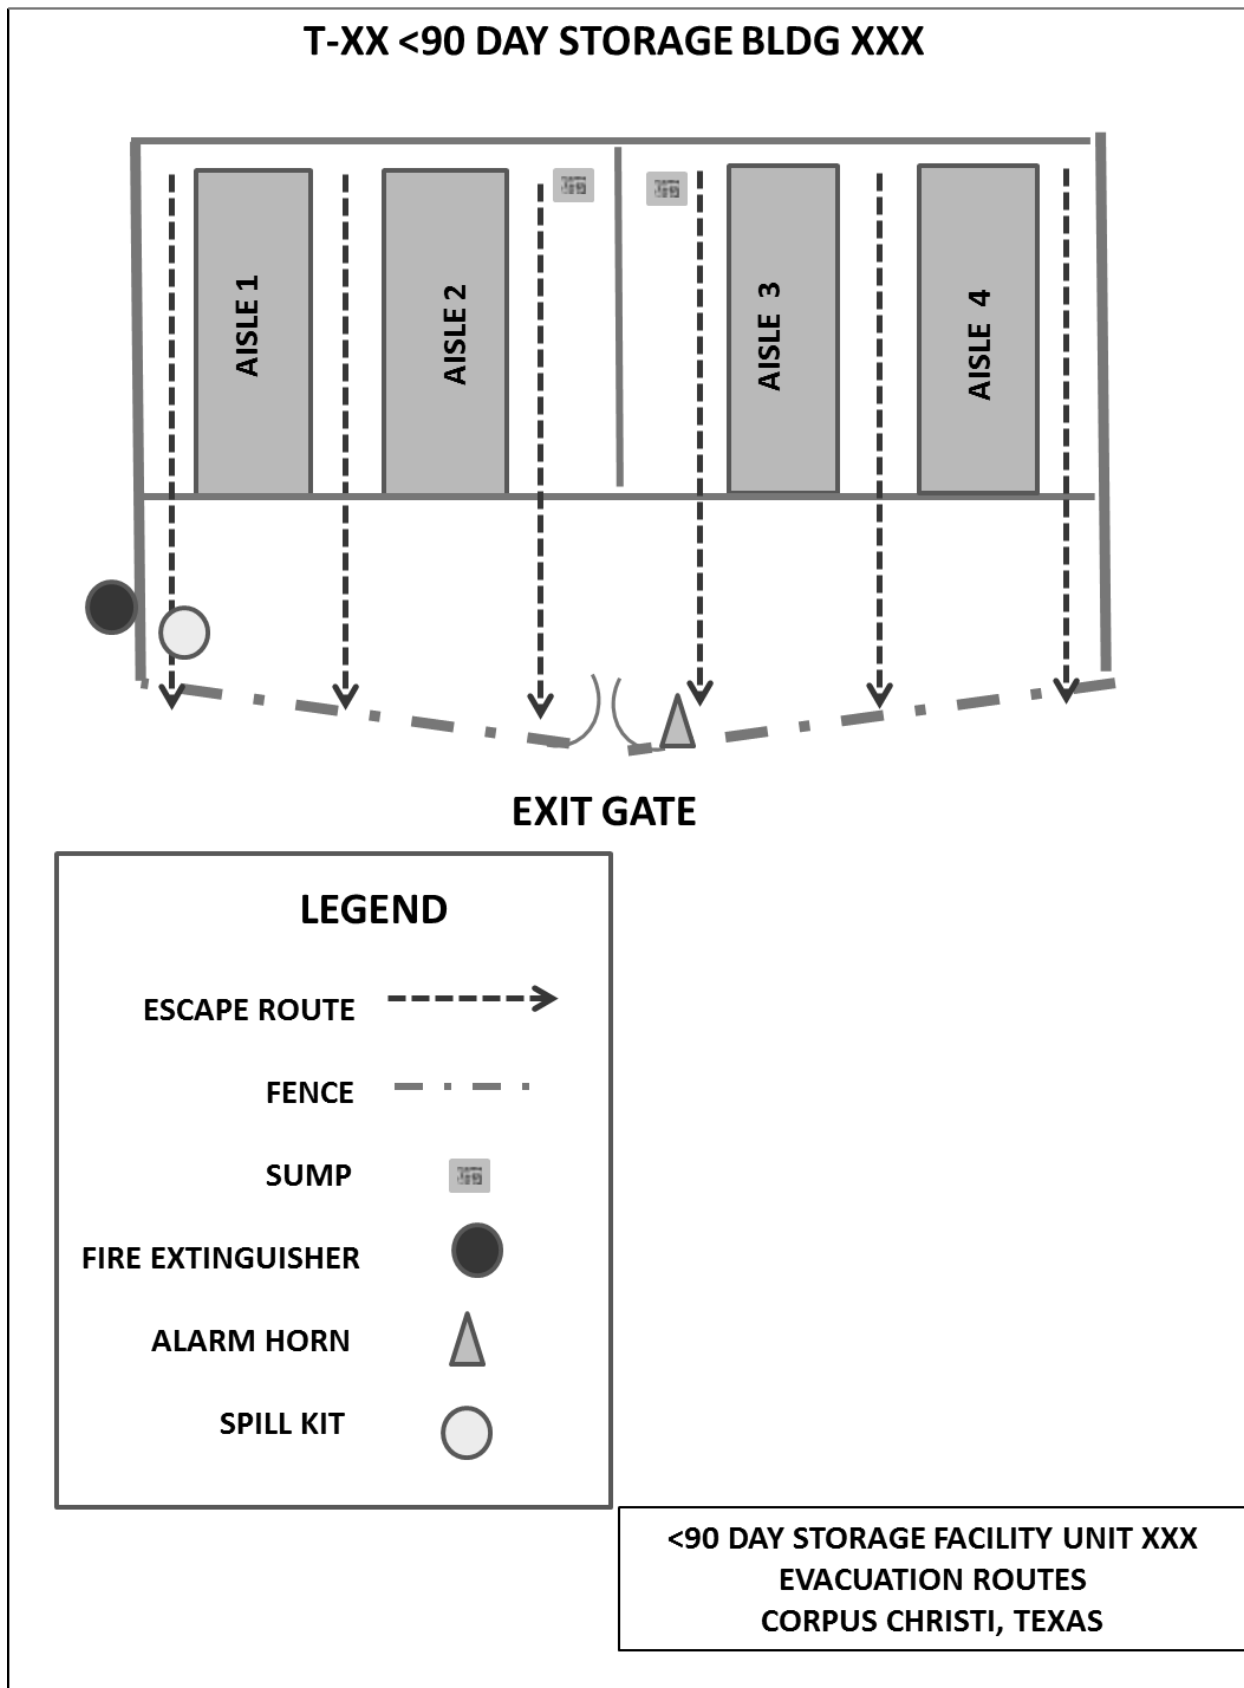 T-XX <90 DAY STORAGE BLDG XXX
AISLE 1
AISLE 2
AISLE 3
AISLE 4
EXIT GATE
LEGEND
ESCAPE ROUTE
FENCE
SUMP
FIRE EXTINGUISHER
ALARM HORN
SPILL KIT
<90 DAY STORAGE FACILITY UNIT XXX
EVACUATION ROUTES
CORPUS CHRISTI, TEXAS